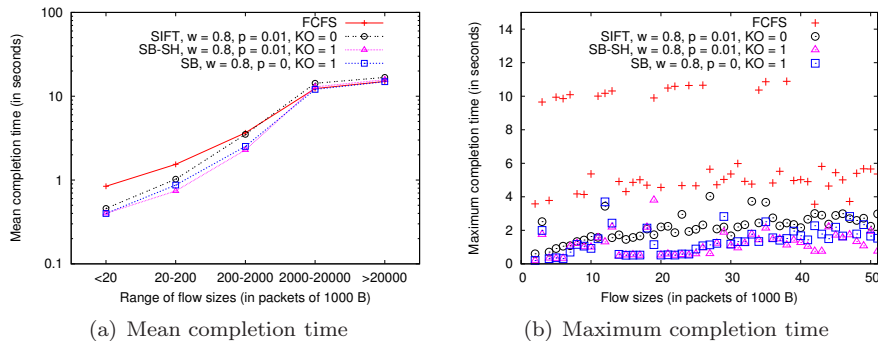 FCFS
SIFT, w = 0.8, p = 0.01, KO = 0
SB-SH, w = 0.8, p = 0.01, KO = 1
SB, w = 0.8, p = 0, KO = 1
Mean completion time (in seconds)
100
10
1
0.1
<20
20-200
200-2000
2000-20000
>20000
Range of flow sizes (in packets of 1000 B)
(a) Mean completion time
FCFS
SIFT, w = 0.8, p = 0.01, KO = 0
SB-SH, w = 0.8, p = 0.01, KO = 1
SB, w = 0.8, p = 0, KO = 1
Maximum completion time (in seconds)
14
12
10
8
6
4
2
0
0
10
20
30
40
50
Flow sizes (in packets of 1000 B)
(b) Maximum completion time